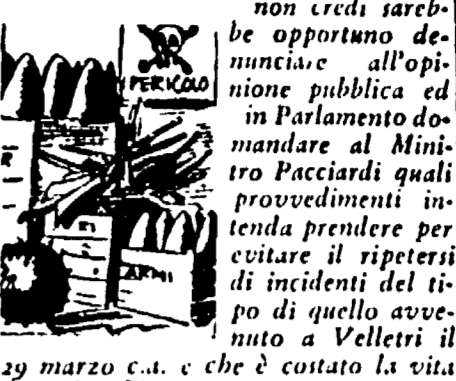 non credi sareb-
be opportuno de-
nunciare all'opi-
nione pubblica ed
in Parlamento do-
mandare al Mini-
tro Pacciardi quali
provvedimenti in-
tenda prendere per
evitare il ripetersi
di incidenti del ti-
po di quello avve-
nuto a Velletri il
29 marzo c.a. e che è costato la vita
PERICOLO
R
RI
ARMI